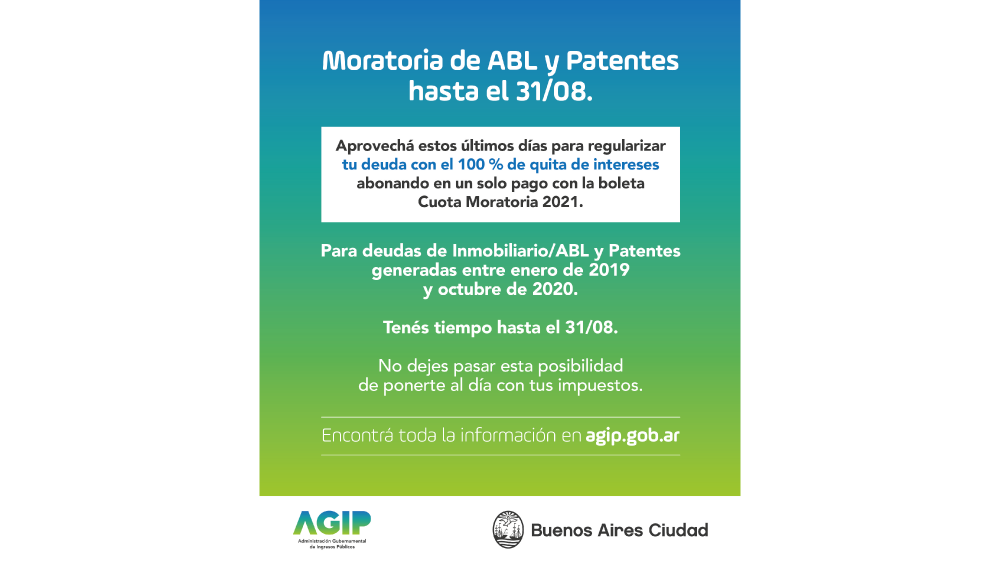 Moratoria de ABL y Patentes
hasta el 31/08.
Aprovechá estos últimos días para regularizar
tu deuda con el 100 % de quita de intereses
abonando en un solo pago con la boleta
Cuota Moratoria 2021.
Para deudas de Inmobiliario/ABL y Patentes
generadas entre enero de 2019
y octubre de 2020.
Tenés tiempo hasta el 31/08.
No dejes pasar esta posibilidad
de ponerte al día con tus impuestos.
Encontrá toda la información en agip.gob.ar
AGIP
Administración Gubernamental
de Ingresos Públicos
Buenos Aires Ciudad